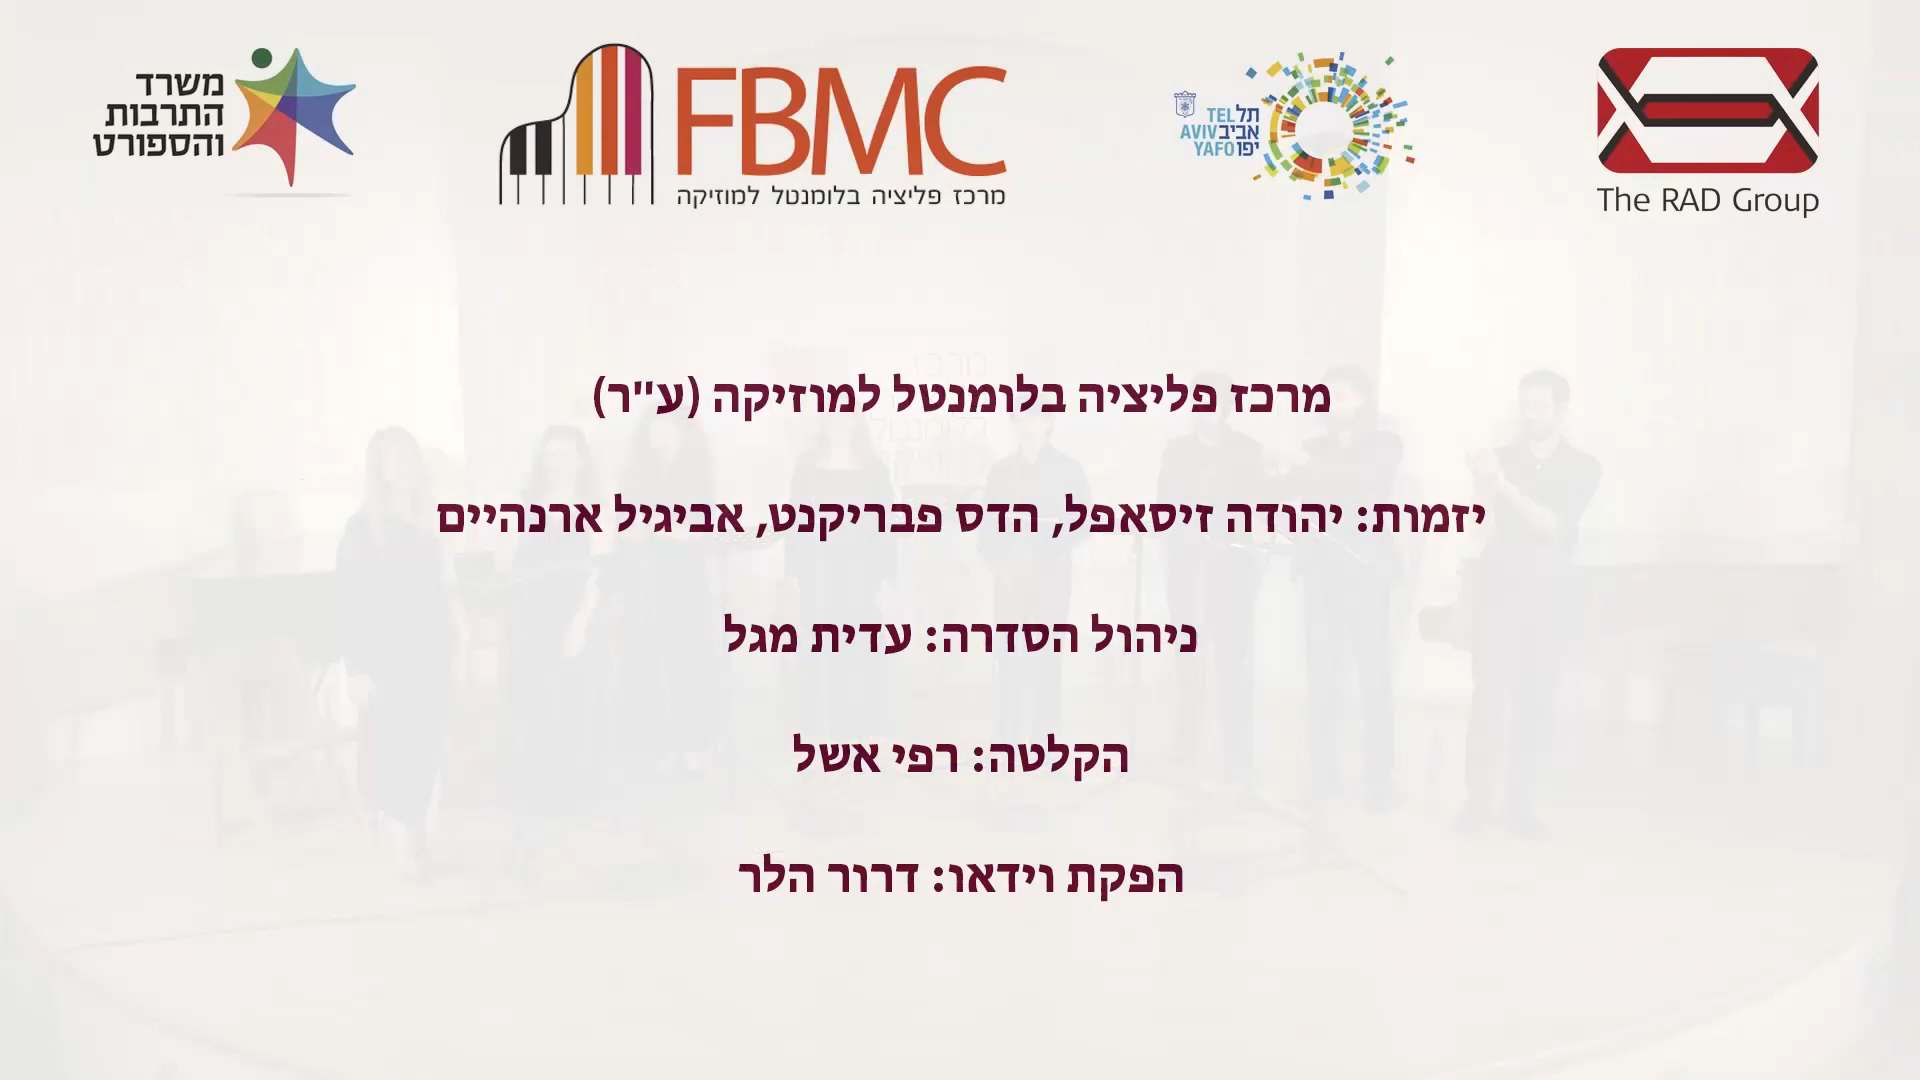 משרד
התרבות
והספורט
FBMC
מרכז פליציה בלומנטל למוזיקה
TEL תל
AVIV אביב
YAFO יפו
The RAD Group
מרכז פליציה בלומנטל למוזיקה (ע"ר)
יזמות: יהודה זיסאפל, הדס פבריקנט, אביגיל ארנהיים
ניהול הסדרה: עדית מגל
הקלטה: רפי אשל
הפקת וידאו: דרור הלר